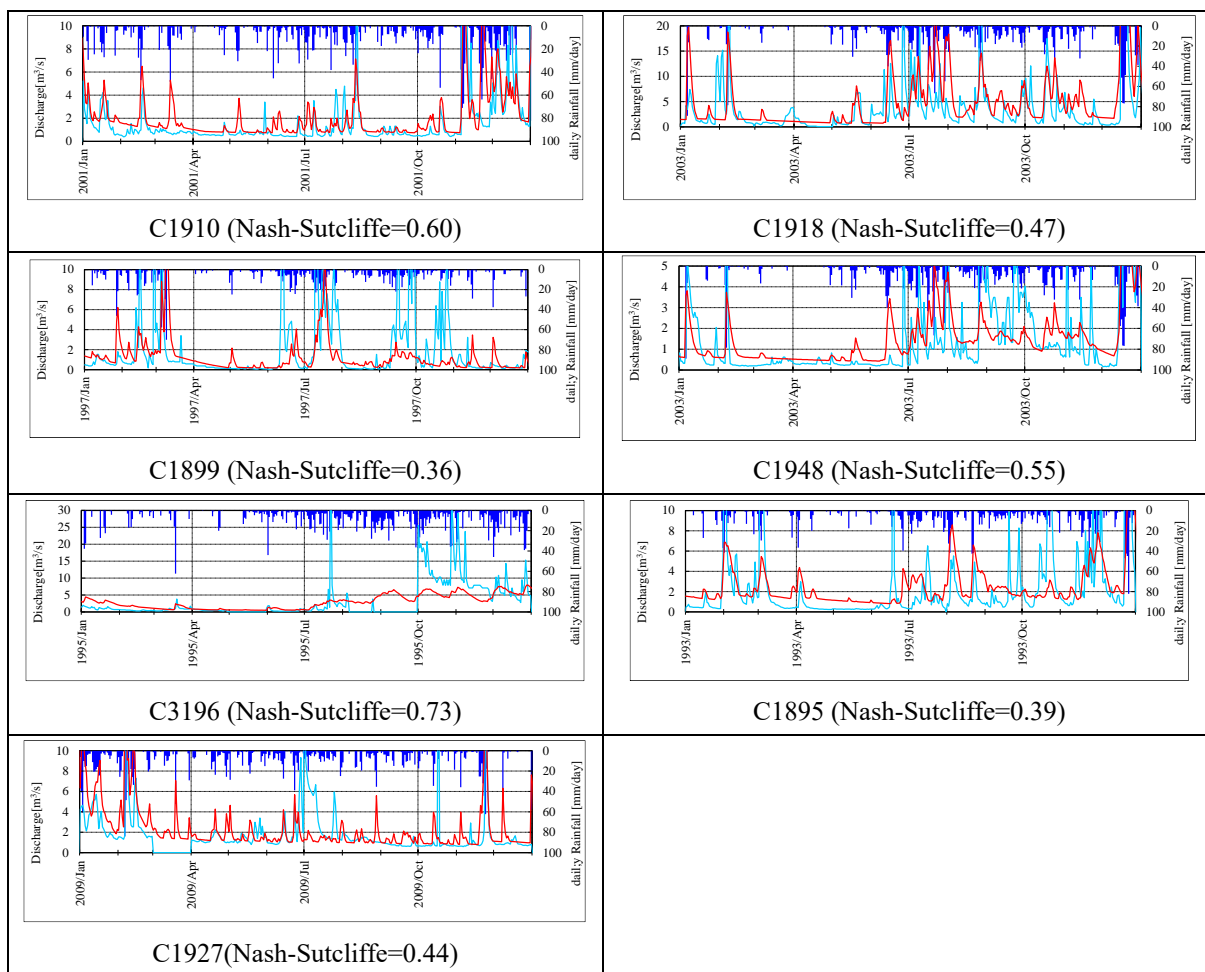 10
8
6
4
2
0
Discharge[m³/s]
0
20
40
60
80
100
dail;y Rainfall [mm/day]
2001/Jan
2001/Apr
2001/Jul
2001/Oct
C1910 (Nash-Sutcliffe=0.60)
20
15
10
5
0
Discharge[m³/s]
0
20
40
60
80
100
dail;y Rainfall [mm/day]
2003/Jan
2003/Apr
2003/Jul
2003/Oct
C1918 (Nash-Sutcliffe=0.47)
10
8
6
4
2
0
Discharge[m³/s]
0
20
40
60
80
100
dail;y Rainfall [mm/day]
1997/Jan
1997/Apr
1997/Jul
1997/Oct
C1899 (Nash-Sutcliffe=0.36)
5
4
3
2
1
0
Discharge[m³/s]
0
20
40
60
80
100
dail;y Rainfall [mm/day]
2003/Jan
2003/Apr
2003/Jul
2003/Oct
C1948 (Nash-Sutcliffe=0.55)
30
25
20
15
10
5
0
Discharge[m³/s]
0
20
40
60
80
100
dail;y Rainfall [mm/day]
1995/Jan
1995/Apr
1995/Jul
1995/Oct
C3196 (Nash-Sutcliffe=0.73)
10
8
6
4
2
0
Discharge[m³/s]
0
20
40
60
80
100
dail;y Rainfall [mm/day]
1993/Jan
1993/Apr
1993/Jul
1993/Oct
C1895 (Nash-Sutcliffe=0.39)
10
8
6
4
2
0
Discharge[m³/s]
0
20
40
60
80
100
dail;y Rainfall [mm/day]
2009/Jan
2009/Apr
2009/Jul
2009/Oct
C1927(Nash-Sutcliffe=0.44)